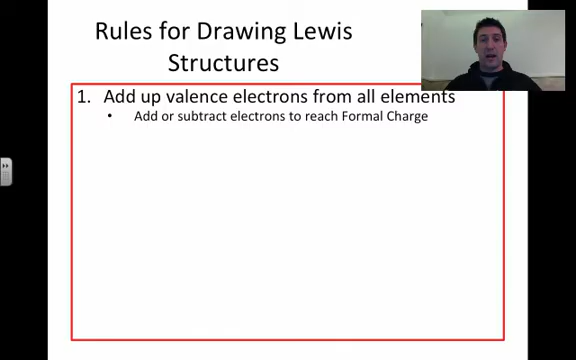 Rules for Drawing Lewis
Structures
1. Add up valence electrons from all elements
• Add or subtract electrons to reach Formal Charge